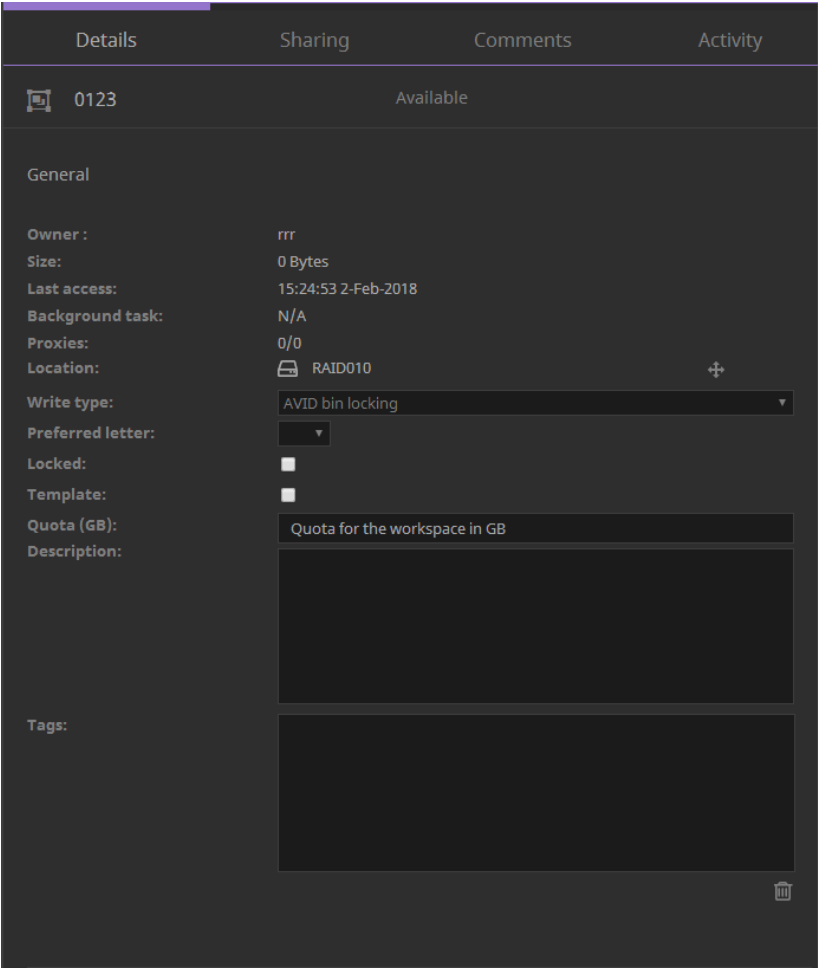 Details Sharing Comments Activity
0123 Available
General
Owner : rrr
Size: 0 Bytes
Last access: 15:24:53 2-Feb-2018
Background task: N/A
Proxies: 0/0
Location: RAID010
Write type: AVID bin locking
Preferred letter:
Locked:
Template:
Quota (GB): Quota for the workspace in GB
Description:
Tags: